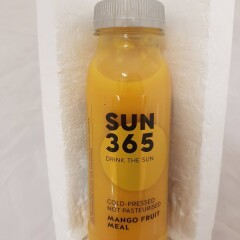 SUN
365
DRINK THE SUN
COLD-PRESSED
NOT PASTEURISED
MANGO FRUIT
MEAL